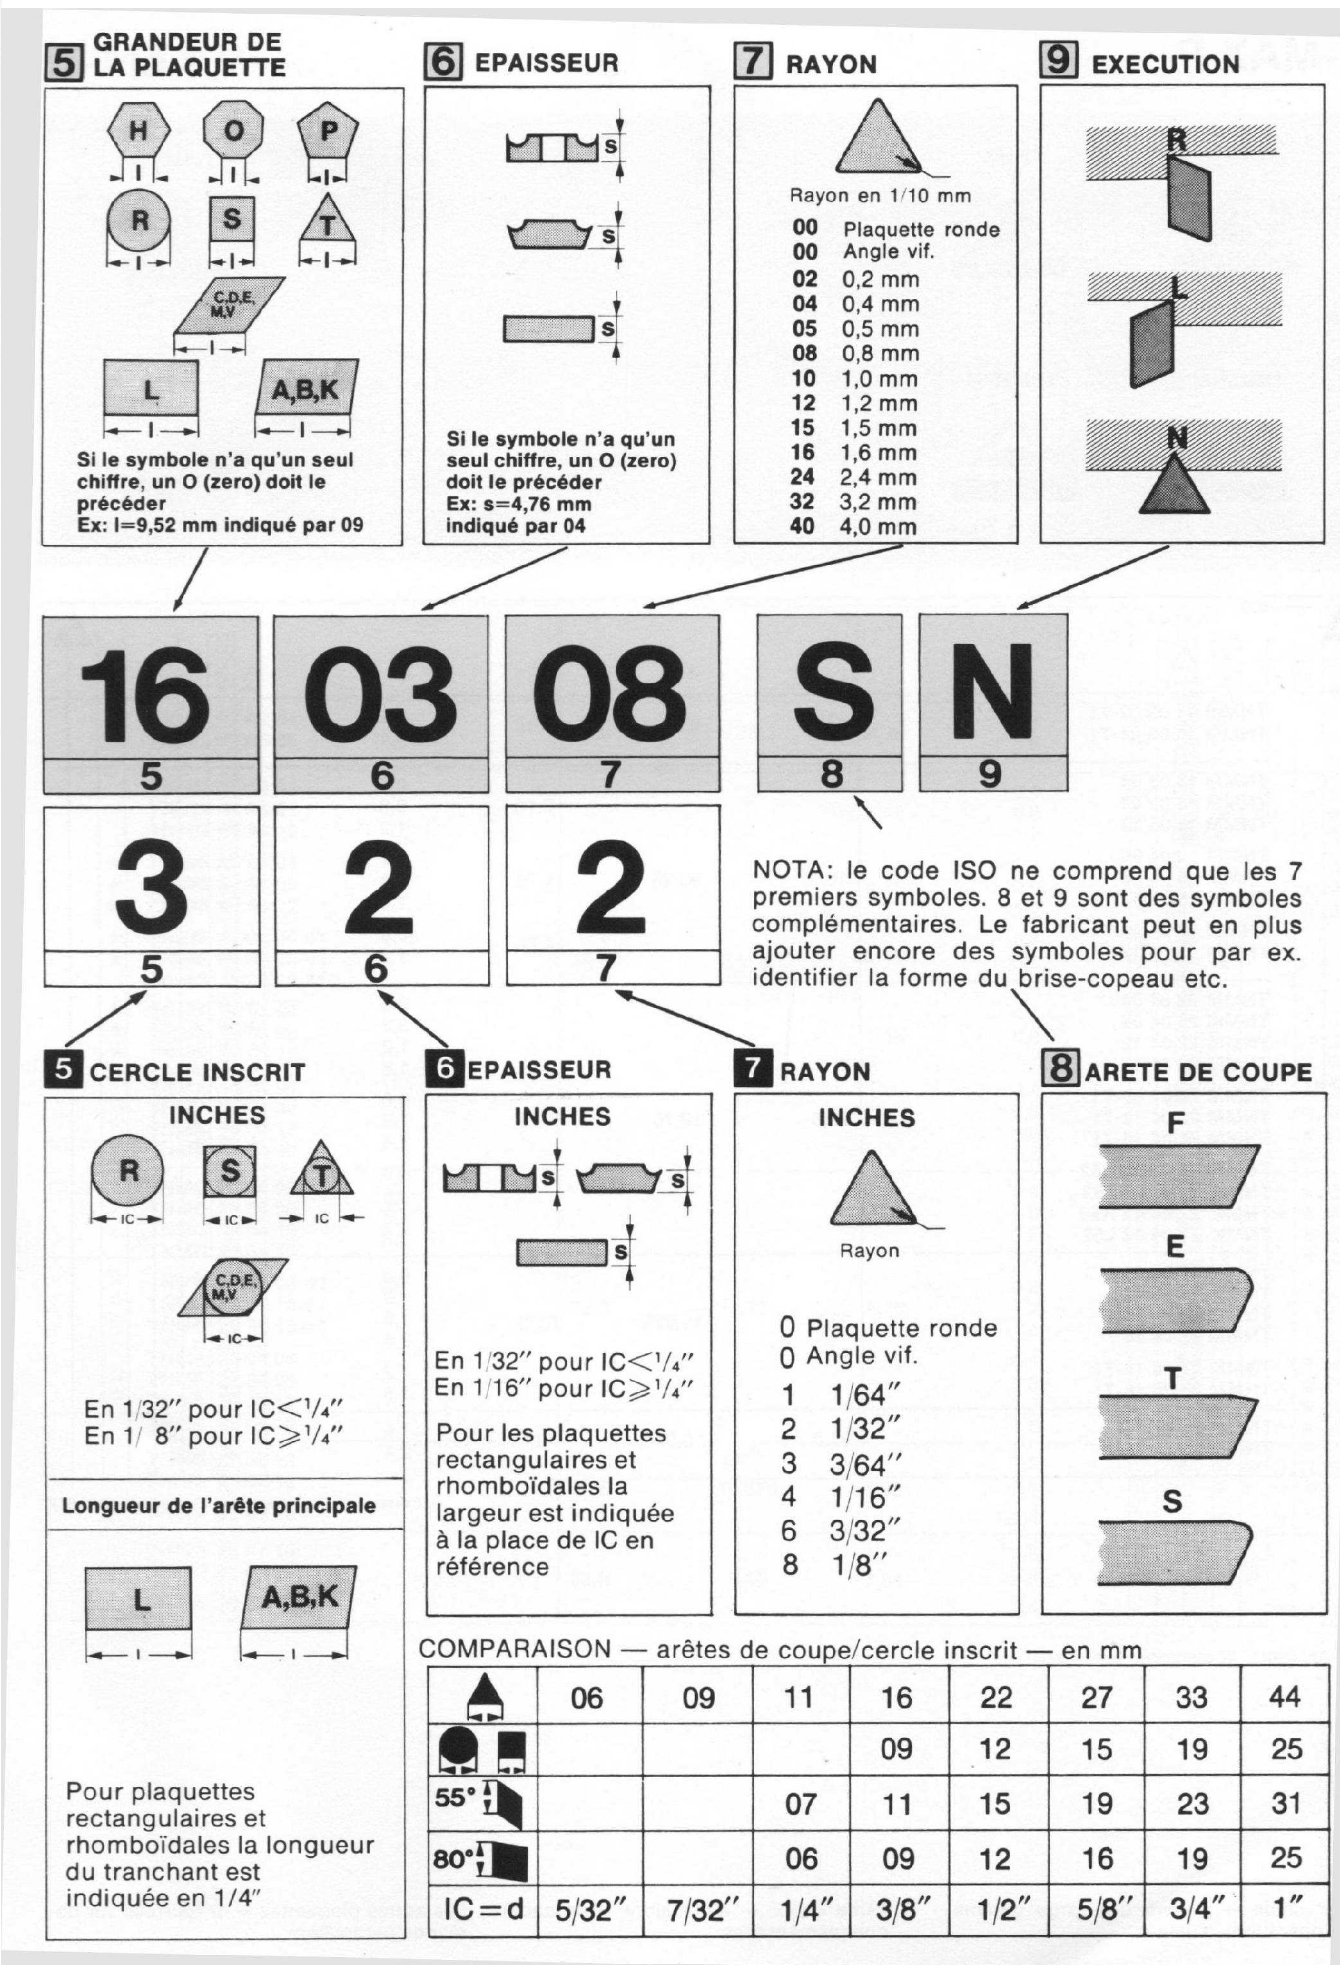 5 GRANDEUR DE
LA PLAQUETTE
H O P
l l l
R S T
l l l
C,D,E,
M,V
l
L A,B,K
l l
Si le symbole n'a qu'un seul
chiffre, un O (zero) doit le
précéder
Ex: l=9,52 mm indiqué par 09
6 EPAISSEUR
s
s
s
Si le symbole n'a qu'un
seul chiffre, un O (zero)
doit le précéder
Ex: s=4,76 mm
indiqué par 04
7 RAYON
Rayon en 1/10 mm
00 Plaquette ronde
00 Angle vif.
02 0,2 mm
04 0,4 mm
05 0,5 mm
08 0,8 mm
10 1,0 mm
12 1,2 mm
15 1,5 mm
16 1,6 mm
24 2,4 mm
32 3,2 mm
40 4,0 mm
9 EXECUTION
R
L
N
16 03 08 S N
5 6 7 8 9
3 2 2
5 6 7
NOTA: le code ISO ne comprend que les 7
premiers symboles. 8 et 9 sont des symboles
complémentaires. Le fabricant peut en plus
ajouter encore des symboles pour par ex.
identifier la forme du brise-copeau etc.
5 CERCLE INSCRIT
INCHES
R S T
IC IC IC
C,D,E,
M,V
IC
En 1/32″ pour IC<1/4″
En 1/ 8″ pour IC⩾1/4″
Longueur de l'arête principale
L A,B,K
l l
Pour plaquettes
rectangulaires et
rhomboïdales la longueur
du tranchant est
indiquée en 1/4″
6 EPAISSEUR
INCHES
s s
s
En 1/32″ pour IC<1/4″
En 1/16″ pour IC⩾1/4″
Pour les plaquettes
rectangulaires et
rhomboïdales la
largeur est indiquée
à la place de IC en
référence
7 RAYON
INCHES
Rayon
0 Plaquette ronde
0 Angle vif.
1 1/64″
2 1/32″
3 3/64″
4 1/16″
6 3/32″
8 1/8″
8 ARETE DE COUPE
F
E
T
S
COMPARAISON — arêtes de coupe/cercle inscrit — en mm
06 09 11 16 22 27 33 44
09 12 15 19 25
55° 07 11 15 19 23 31
80° 06 09 12 16 19 25
IC=d 5/32″ 7/32″ 1/4″ 3/8″ 1/2″ 5/8″ 3/4″ 1″